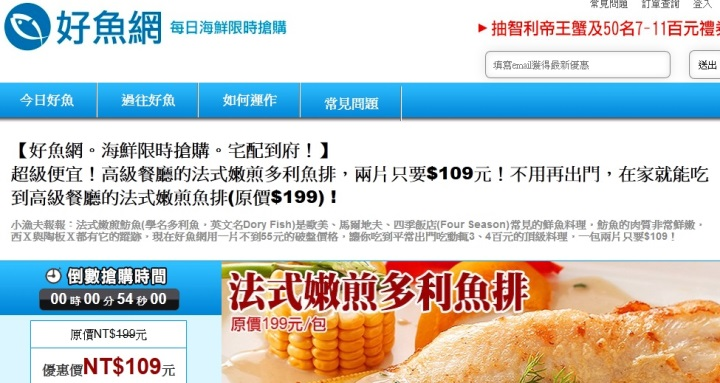 常見問題 訂單查詢 登入
好魚網 每日海鮮限時搶購
▶ 抽智利帝王蟹及50名7-11百元禮
填寫email獲得最新優惠 送出
今日好魚 過往好魚 如何運作 常見問題
【好魚網。海鮮限時搶購。宅配到府！】
超級便宜！高級餐廳的法式嫩煎多利魚排，兩片只要$109元！不用再出門，在家就能吃
到高級餐廳的法式嫩煎魚排(原價$199)！
小漁夫報報：法式嫩煎魴魚(學名多利魚，英文名Dory Fish)是歐美、馬爾地夫、四季飯店(Four Season)常見的鮮魚料理，魴魚的肉質非常鮮嫩，
西X與陶板X都有它的蹤跡，現在好魚網用一片不到55元的破盤價格，讓你吃到平常出門吃動輒3、4百元的頂級料理，一包兩片只要$109！
倒數搶購時間
00 時 00 分 54 秒 00
原價NT$199元
優惠價NT$109元
法式嫩煎多利魚排
原價199元/包